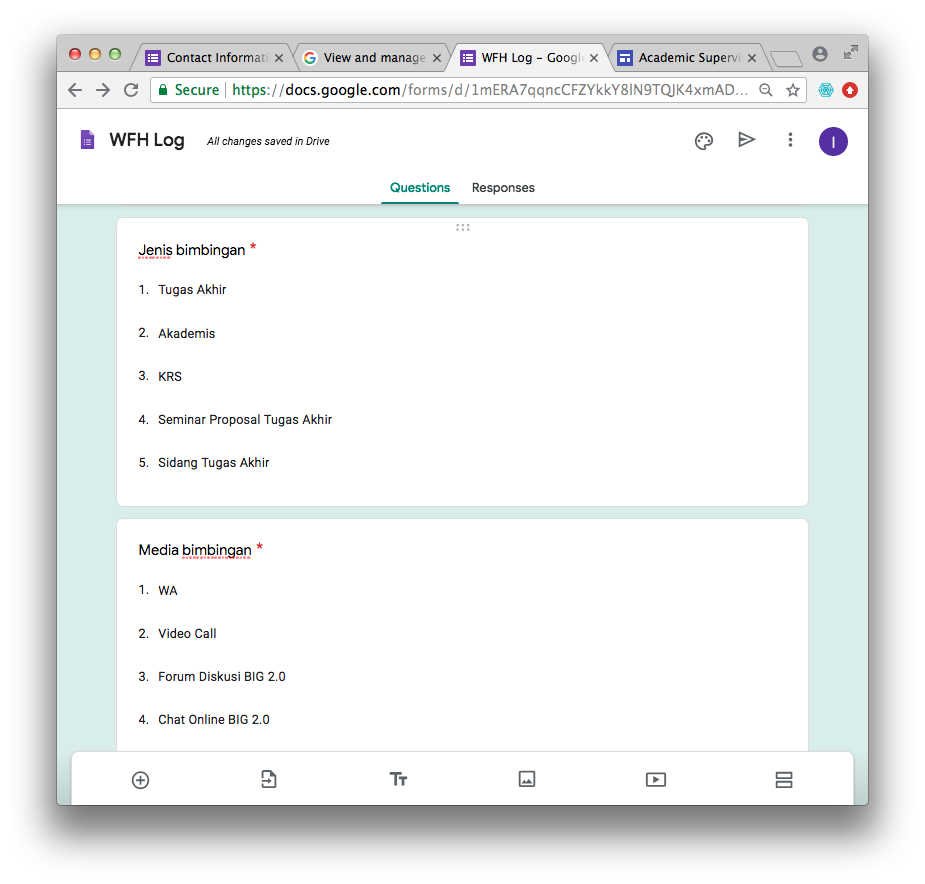 Contact Informati
View and manage
WFH Log – Google
Academic Supervi
Secure
https://docs.google.com/forms/d/1mERA7qqncCFZYkkY8lN9TQJK4xmAD...
WFH Log
All changes saved in Drive
I
Questions
Responses
Jenis bimbingan *
1. Tugas Akhir
2. Akademis
3. KRS
4. Seminar Proposal Tugas Akhir
5. Sidang Tugas Akhir
Media bimbingan *
1. WA
2. Video Call
3. Forum Diskusi BIG 2.0
4. Chat Online BIG 2.0